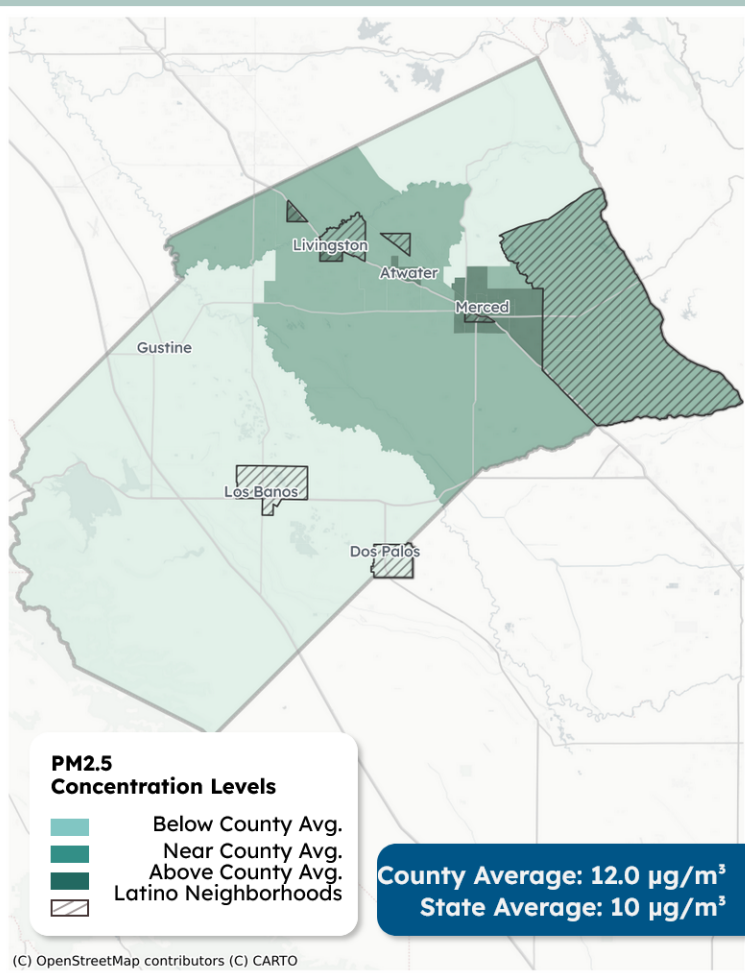 Livingston
Atwater
Merced
Gustine
Los Banos
Dos Palos
PM2.5
Concentration Levels
Below County Avg.
Near County Avg.
Above County Avg.
Latino Neighborhoods
County Average: 12.0 µg/m³
State Average: 10 µg/m³
(C) OpenStreetMap contributors (C) CARTO